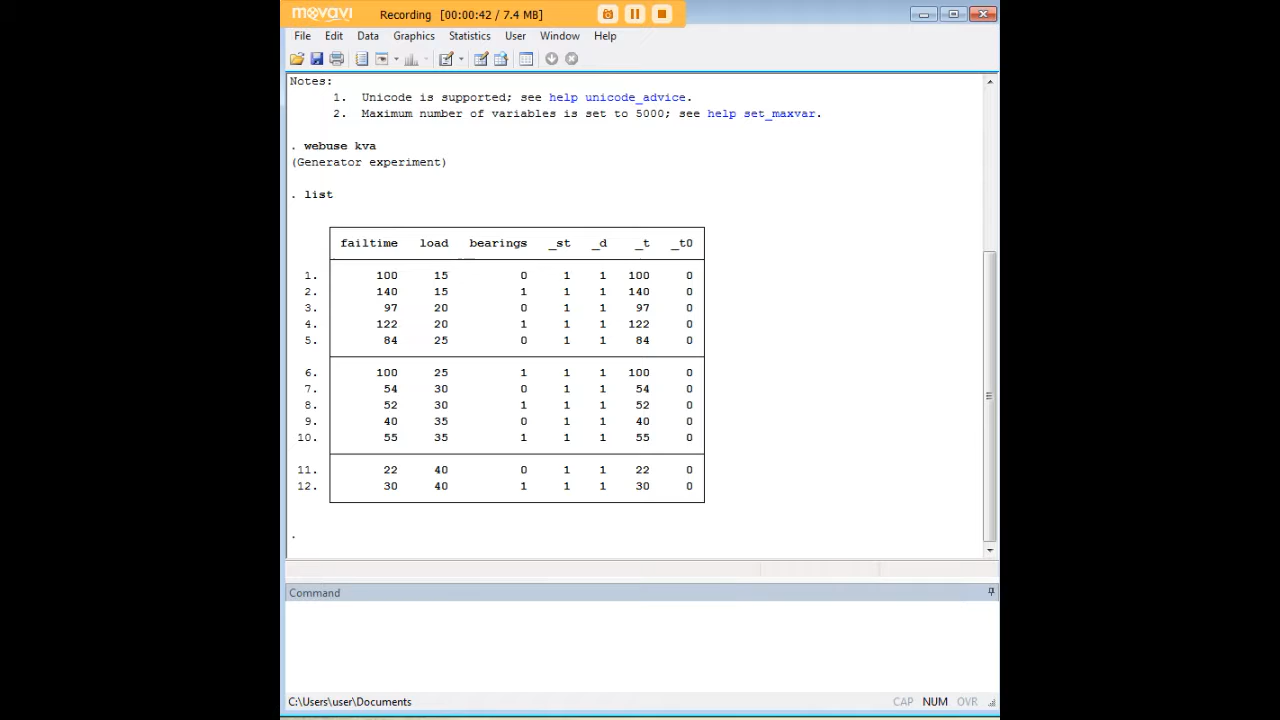 movavi Recording [00:00:42 / 7.4 MB]
File Edit Data Graphics Statistics User Window Help
Notes:
1. Unicode is supported; see help unicode_advice.
2. Maximum number of variables is set to 5000; see help set_maxvar.
. webuse kva
(Generator experiment)
. list
failtime load bearings _st _d _t _t0
1. 100 15 0 1 1 100 0
2. 140 15 1 1 1 140 0
3. 97 20 0 1 1 97 0
4. 122 20 1 1 1 122 0
5. 84 25 0 1 1 84 0
6. 100 25 1 1 1 100 0
7. 54 30 0 1 1 54 0
8. 52 30 1 1 1 52 0
9. 40 35 0 1 1 40 0
10. 55 35 1 1 1 55 0
11. 22 40 0 1 1 22 0
12. 30 40 1 1 1 30 0
.
Command
C:\Users\user\Documents CAP NUM OVR